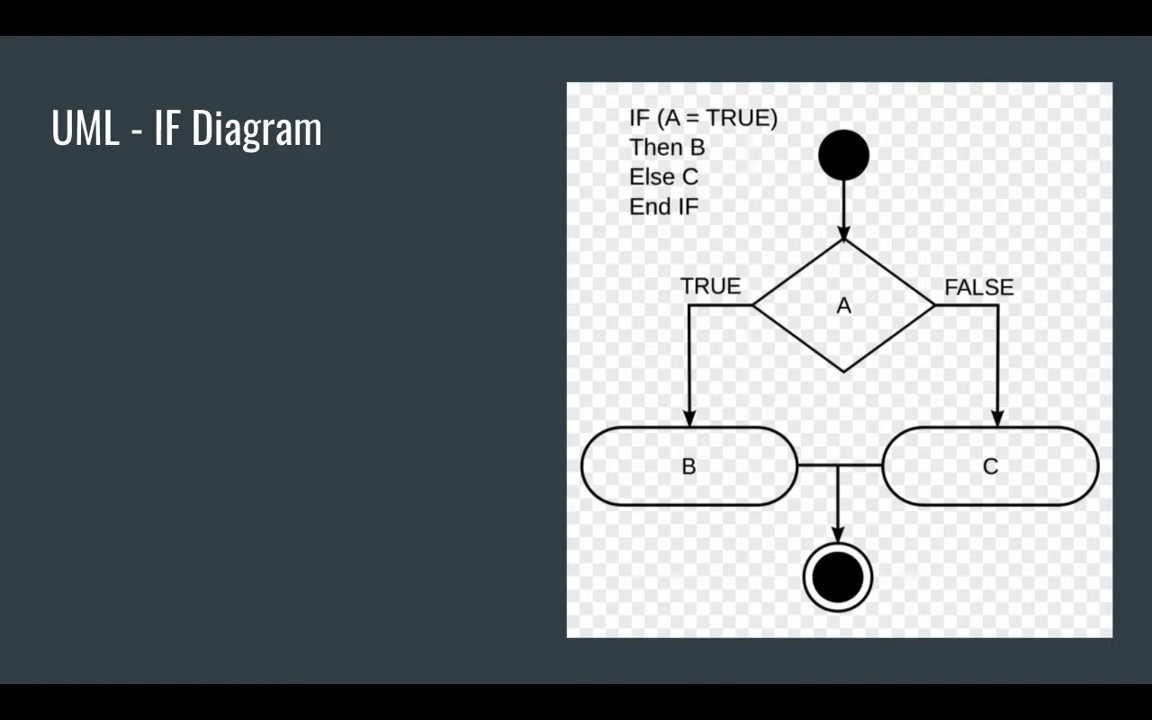 UML - IF Diagram
IF (A = TRUE)
Then B
Else C
End IF
TRUE
FALSE
A
B
C